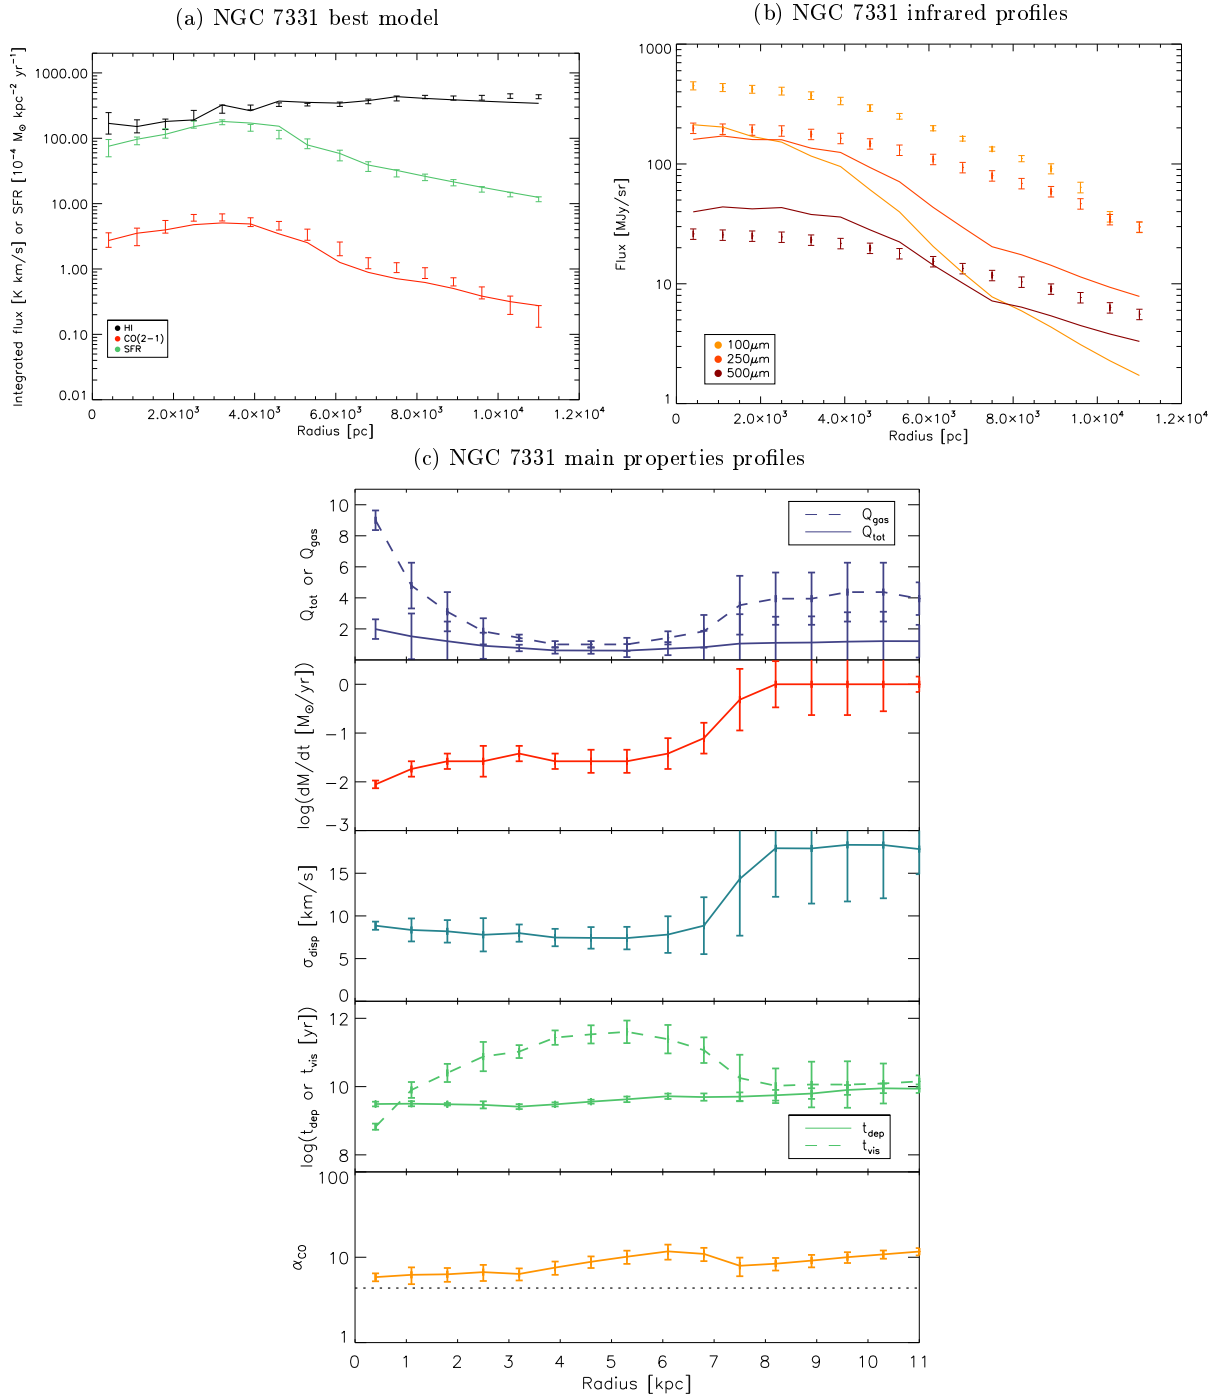 (a) NGC 7331 best model
Integrated flux [K km/s] or SFR [10⁻⁴ M⊙ kpc⁻² yr⁻¹]
1000.00
100.00
10.00
1.00
0.10
0.01
HI
CO(2−1)
SFR
0 2.0×10³ 4.0×10³ 6.0×10³ 8.0×10³ 1.0×10⁴ 1.2×10⁴
Radius [pc]
(b) NGC 7331 infrared profiles
Flux [MJy/sr]
1000
100
10
1
100μm
250μm
500μm
0 2.0×10³ 4.0×10³ 6.0×10³ 8.0×10³ 1.0×10⁴ 1.2×10⁴
Radius [pc]
(c) NGC 7331 main properties profiles
Q_tot or Q_gas
10
8
6
4
2
Q_gas
Q_tot
log(dM/dt [M⊙/yr])
0
−1
−2
−3
σ_disp [km/s]
15
10
5
0
log(t_dep or t_vis [yr])
12
10
8
t_dep
t_vis
α_CO
100
10
1
0 1 2 3 4 5 6 7 8 9 10 11
Radius [kpc]